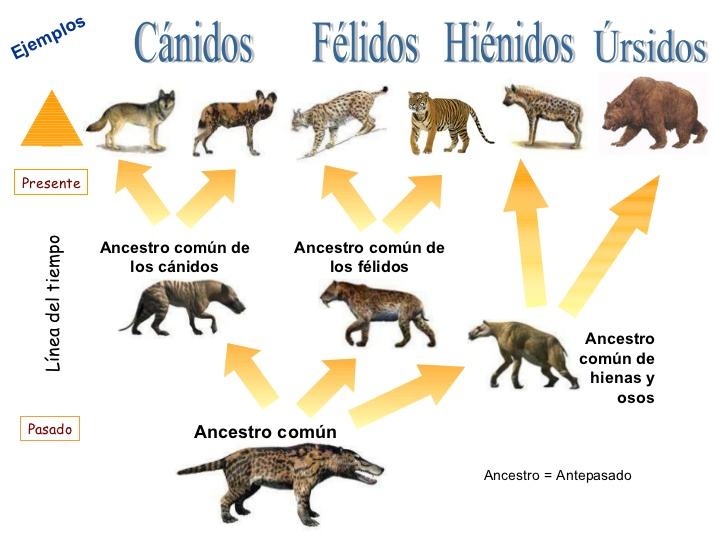 Ejemplos
Cánidos
Félidos
Hiénidos
Úrsidos
Presente
Línea del tiempo
Ancestro común de
los cánidos
Ancestro común de
los félidos
Ancestro
común de
hienas y
osos
Pasado
Ancestro común
Ancestro = Antepasado